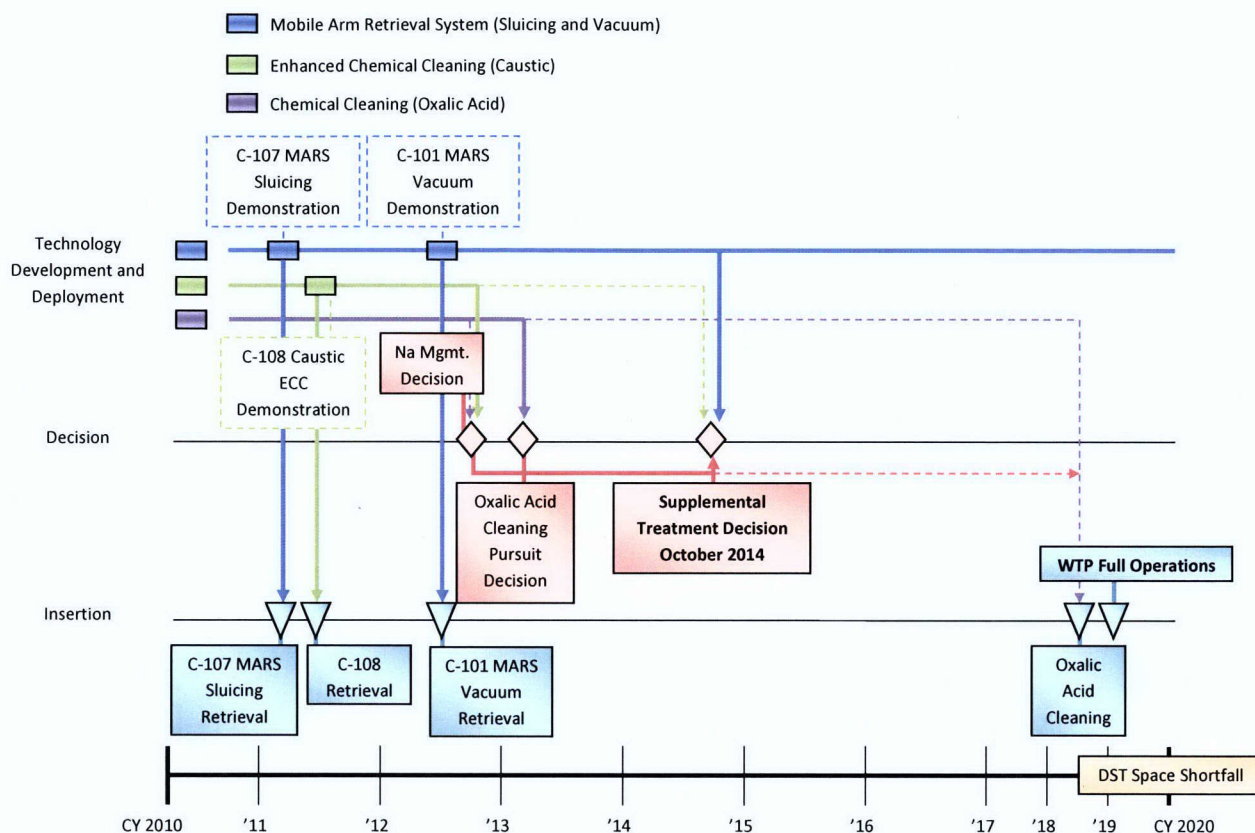 Mobile Arm Retrieval System (Sluicing and Vacuum)
Enhanced Chemical Cleaning (Caustic)
Chemical Cleaning (Oxalic Acid)
C-107 MARS
Sluicing
Demonstration
C-101 MARS
Vacuum
Demonstration
Technology
Development and
Deployment
C-108 Caustic
ECC
Demonstration
Na Mgmt.
Decision
Decision
Oxalic Acid
Cleaning
Pursuit
Decision
Supplemental
Treatment Decision
October 2014
WTP Full Operations
Insertion
C-107 MARS
Sluicing
Retrieval
C-108
Retrieval
C-101 MARS
Vacuum
Retrieval
Oxalic
Acid
Cleaning
DST Space Shortfall
CY 2010 '11 '12 '13 '14 '15 '16 '17 '18 '19 CY 2020